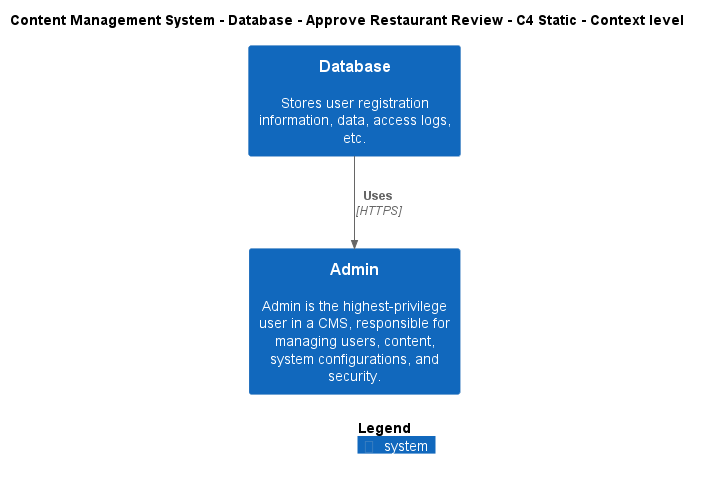 Content Management System - Database - Approve Restaurant Review - C4 Static - Context level
Database
Stores user registration
information, data, access logs,
etc.
Uses
[HTTPS]
Admin
Admin is the highest-privilege
user in a CMS, responsible for
managing users, content,
system configurations, and
security.
Legend
system